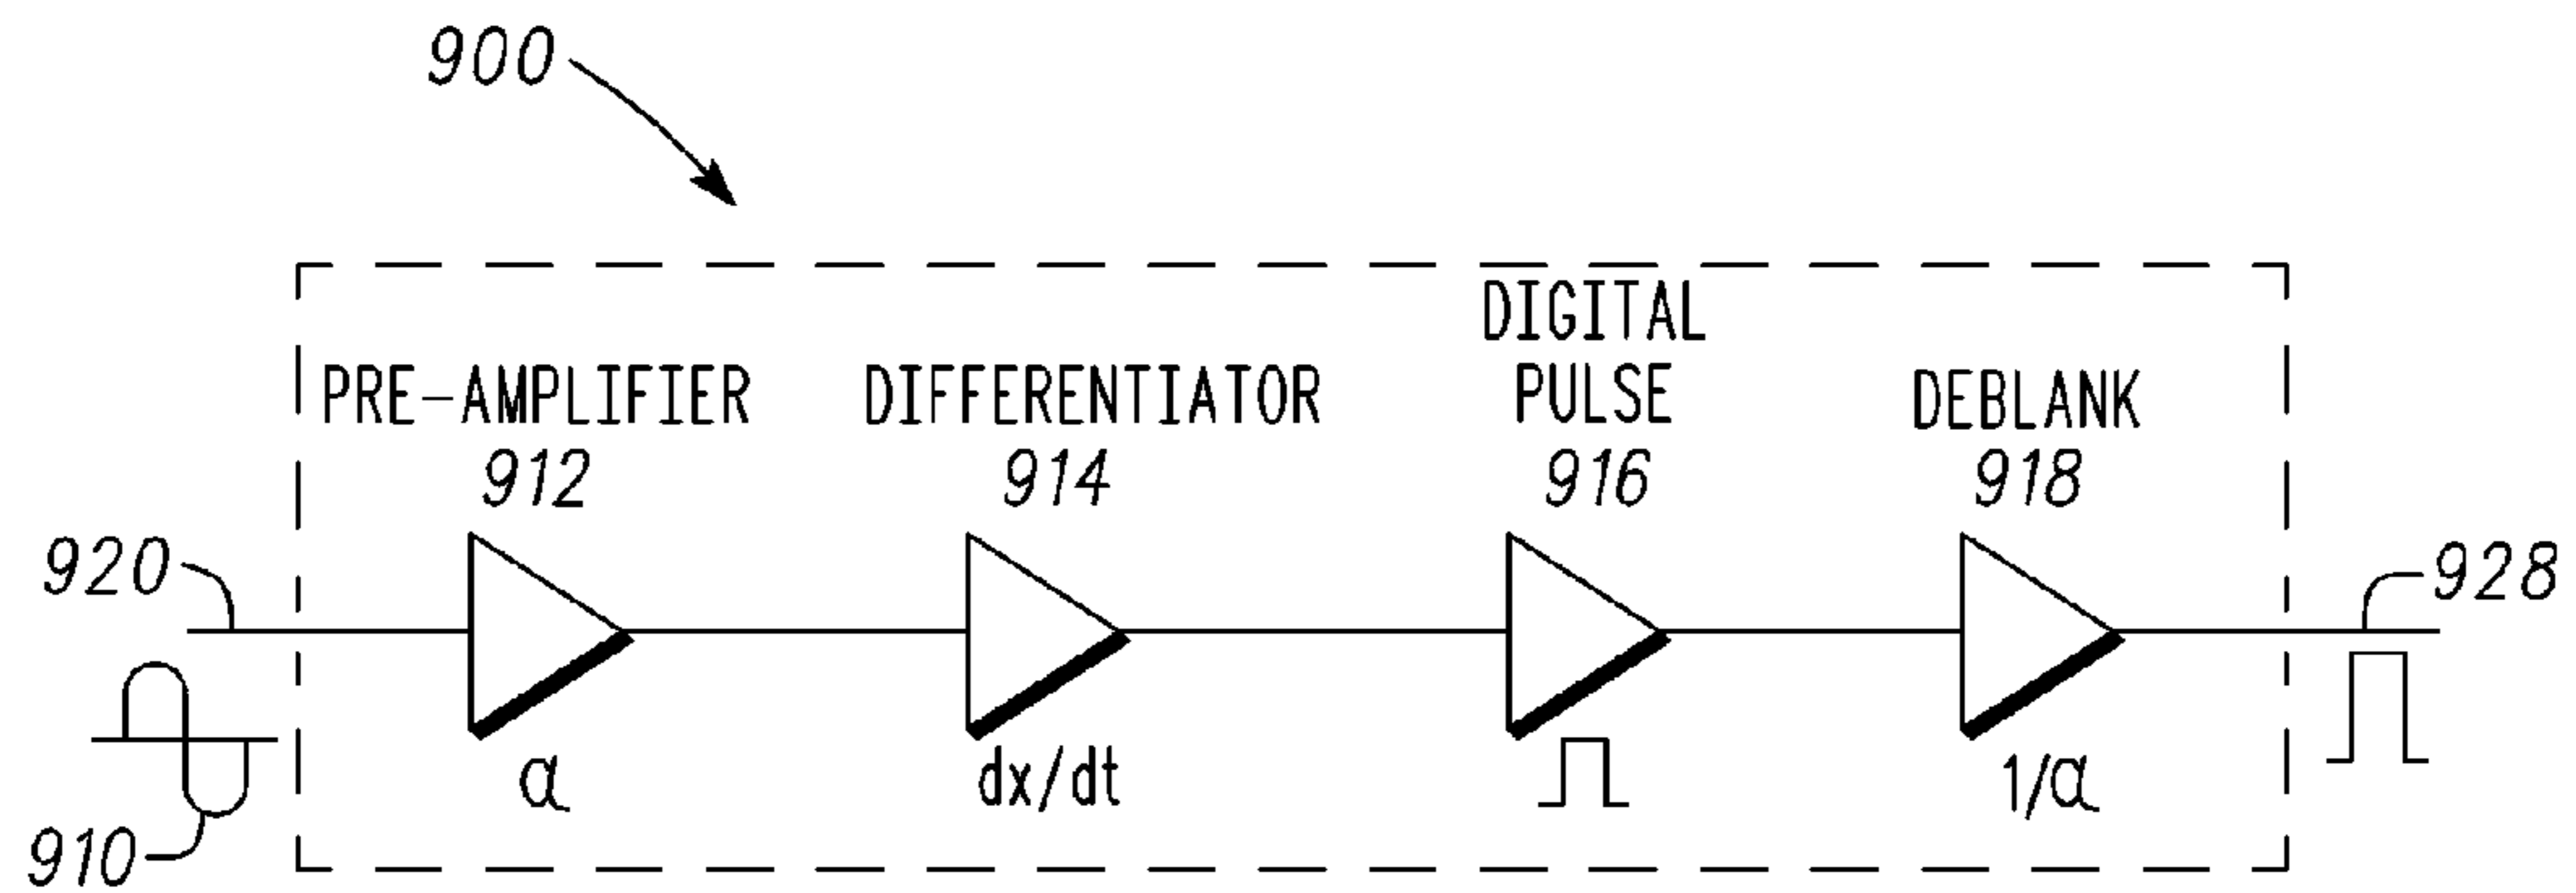 900
DIGITAL
PRE-AMPLIFIER DIFFERENTIATOR PULSE DEBLANK
912 914 916 918
920 928
α dx/dt 1/α
910